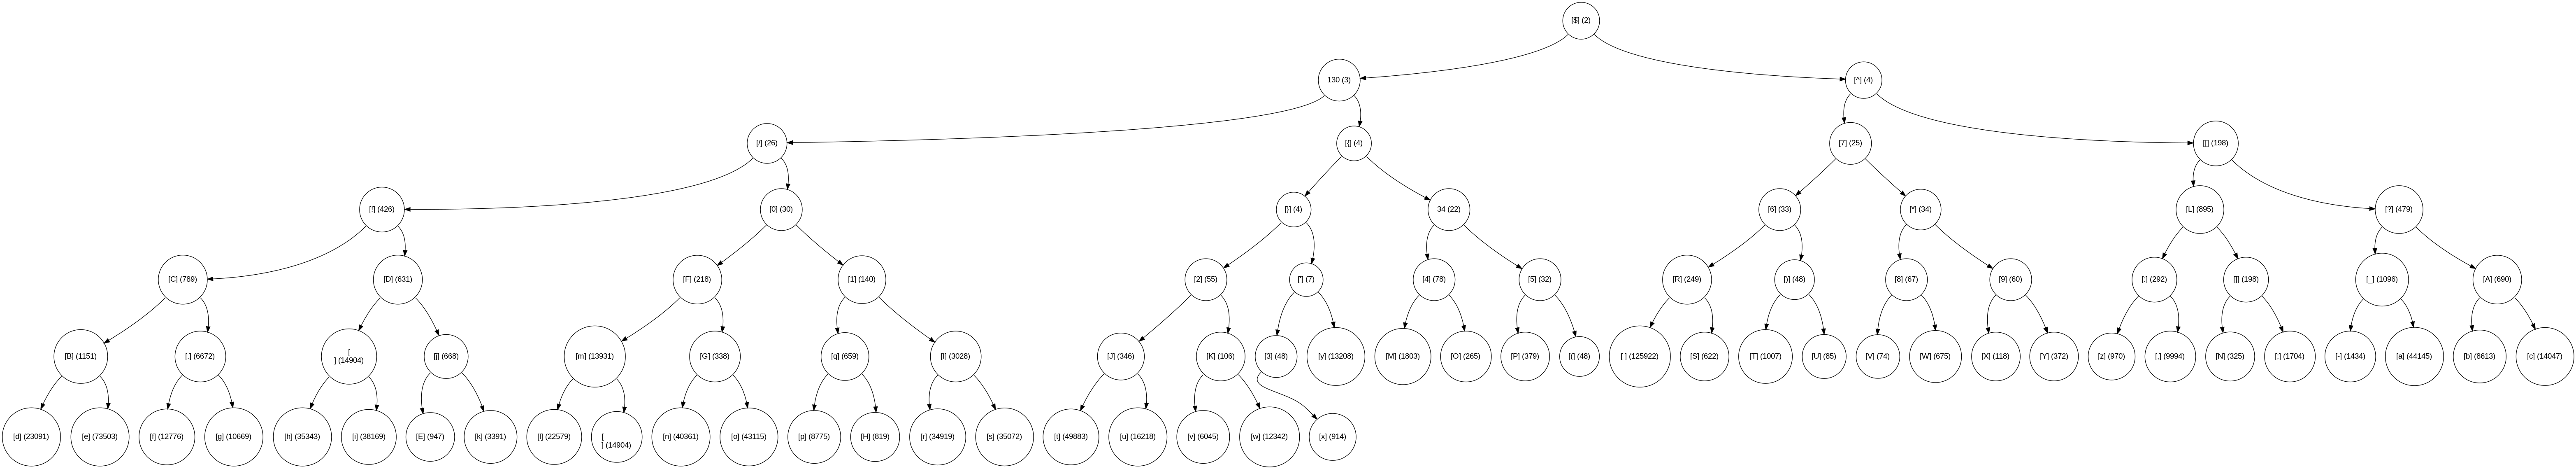 [$] (2)
130 (3)
[^] (4)
[/] (26)
[{] (4)
[7] (25)
[[] (198)
[!] (426)
[0] (30)
[}] (4)
34 (22)
[6] (33)
[*] (34)
[L] (895)
[?] (479)
[C] (789)
[D] (631)
[F] (218)
[1] (140)
[2] (55)
['] (7)
[4] (78)
[5] (32)
[R] (249)
[)] (48)
[8] (67)
[9] (60)
[:] (292)
[]] (198)
[_] (1096)
[A] (690)
[B] (1151)
[.] (6672)
[
] (14904)
[j] (668)
[m] (13931)
[G] (338)
[q] (659)
[I] (3028)
[J] (346)
[K] (106)
[3] (48)
[y] (13208)
[M] (1803)
[O] (265)
[P] (379)
[(] (48)
[ ] (125922)
[S] (622)
[T] (1007)
[U] (85)
[V] (74)
[W] (675)
[X] (118)
[Y] (372)
[z] (970)
[,] (9994)
[N] (325)
[;] (1704)
[-] (1434)
[a] (44145)
[b] (8613)
[c] (14047)
[d] (23091)
[e] (73503)
[f] (12776)
[g] (10669)
[h] (35343)
[i] (38169)
[E] (947)
[k] (3391)
[l] (22579)
[
] (14904)
[n] (40361)
[o] (43115)
[p] (8775)
[H] (819)
[r] (34919)
[s] (35072)
[t] (49883)
[u] (16218)
[v] (6045)
[w] (12342)
[x] (914)